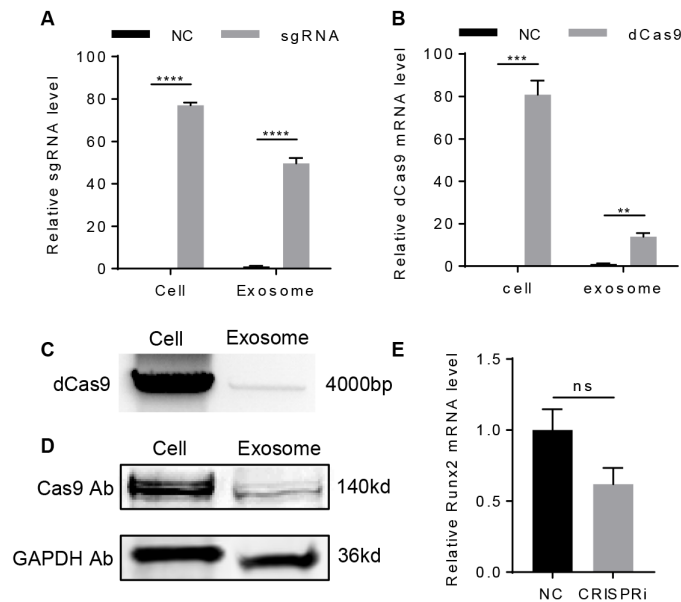 A
NC sgRNA
Relative sgRNA level
100
80
60
40
20
0
****
****
Cell Exosome
B
NC dCas9
Relative dCas9 mRNA level
100
80
60
40
20
0
***
**
cell exosome
C
Cell Exosome
dCas9 4000bp
D
Cell Exosome
Cas9 Ab 140kd
GAPDH Ab 36kd
E
Relative Runx2 mRNA level
1.5
1.0
0.5
0.0
ns
NC CRISPRi